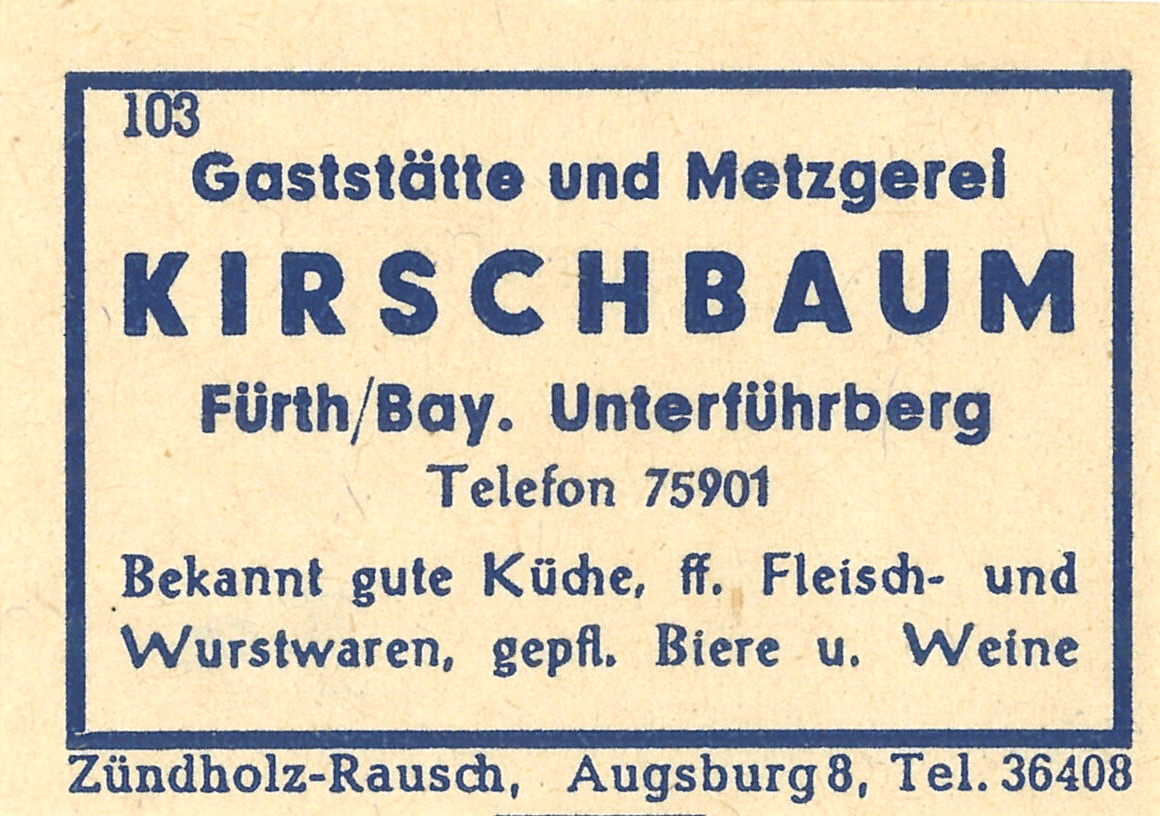 103
Gaststätte und Metzgerei
KIRSCHBAUM
Fürth/Bay. Unterführberg
Telefon 75901
Bekannt gute Küche, ff. Fleisch- und
Wurstwaren, gepfl. Biere u. Weine
Zündholz-Rausch, Augsburg 8, Tel. 36408